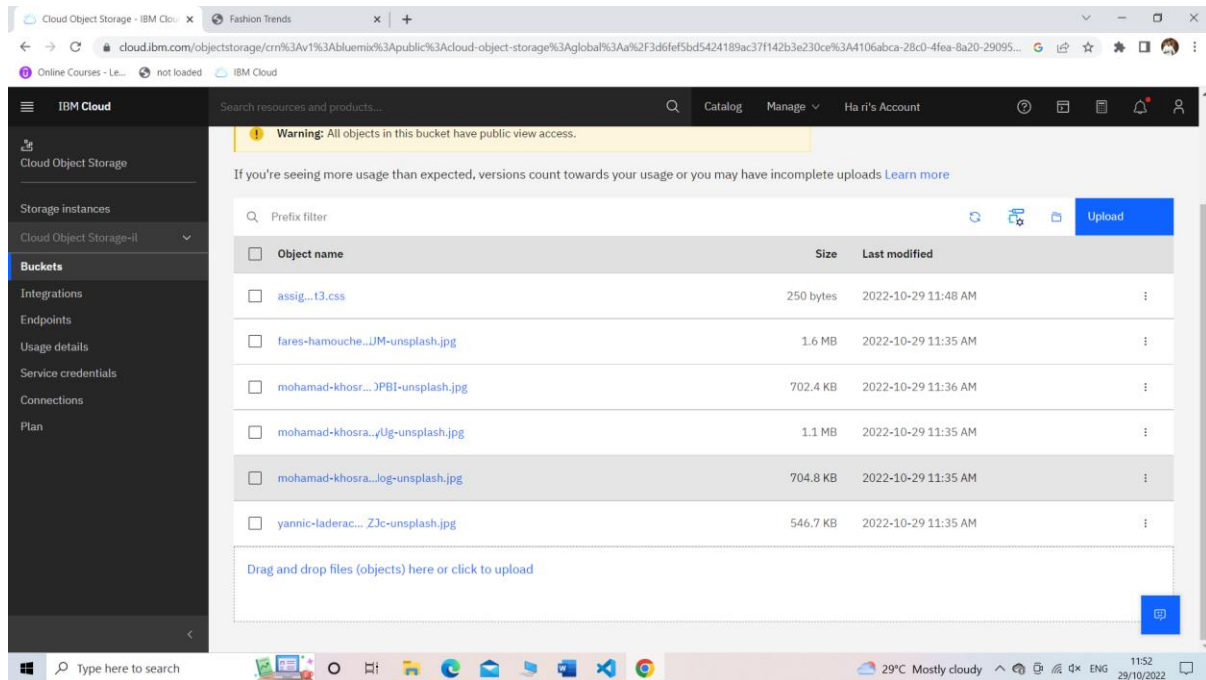 Cloud Object Storage - IBM Clou
Fashion Trends
cloud.ibm.com/objectstorage/crn%3Av1%3Abluemix%3Apublic%3Acloud-object-storage%3Aglobal%3Aa%2F3d6fef5bd5424189ac37f142b3e230ce%3A4106abca-28c0-4fea-8a20-29095...
Online Courses - Le...
not loaded
IBM Cloud
IBM Cloud
Search resources and products...
Catalog
Manage
Ha ri's Account
Cloud Object Storage
Storage instances
Cloud Object Storage-il
Buckets
Integrations
Endpoints
Usage details
Service credentials
Connections
Plan
Warning: All objects in this bucket have public view access.
If you're seeing more usage than expected, versions count towards your usage or you may have incomplete uploads Learn more
Prefix filter
Upload
Object name Size Last modified
assig...t3.css 250 bytes 2022-10-29 11:48 AM
fares-hamouche...UM-unsplash.jpg 1.6 MB 2022-10-29 11:35 AM
mohamad-khosr... OPBI-unsplash.jpg 702.4 KB 2022-10-29 11:36 AM
mohamad-khosra...yUg-unsplash.jpg 1.1 MB 2022-10-29 11:35 AM
mohamad-khosra...log-unsplash.jpg 704.8 KB 2022-10-29 11:35 AM
yannic-laderac... ZJc-unsplash.jpg 546.7 KB 2022-10-29 11:35 AM
Drag and drop files (objects) here or click to upload
Type here to search
29°C Mostly cloudy
ENG
11:52
29/10/2022